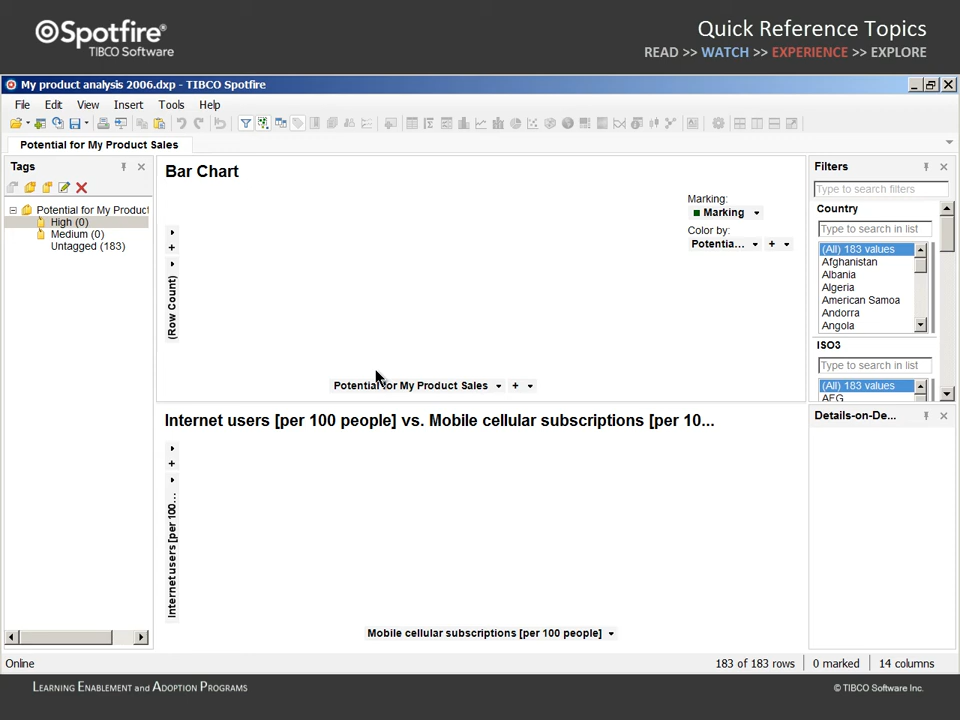 Spotfire®
TIBCO Software
Quick Reference Topics
READ >> WATCH >> EXPERIENCE >> EXPLORE
My product analysis 2006.dxp - TIBCO Spotfire
File Edit View Insert Tools Help
Potential for My Product Sales
Tags
Potential for My Product
High (0)
Medium (0)
Untagged (183)
Bar Chart
Marking:
Marking
Color by:
Potentia...
(Row Count)
Potential for My Product Sales
Internet users [per 100 people] vs. Mobile cellular subscriptions [per 10...
Internet users [per 100...
Mobile cellular subscriptions [per 100 people]
Filters
Type to search filters
Country
Type to search in list
(All) 183 values
Afghanistan
Albania
Algeria
American Samoa
Andorra
Angola
ISO3
Type to search in list
(All) 183 values
AFG
Details-on-De...
Online
183 of 183 rows
0 marked
14 columns
LEARNING ENABLEMENT AND ADOPTION PROGRAMS
© TIBCO Software Inc.